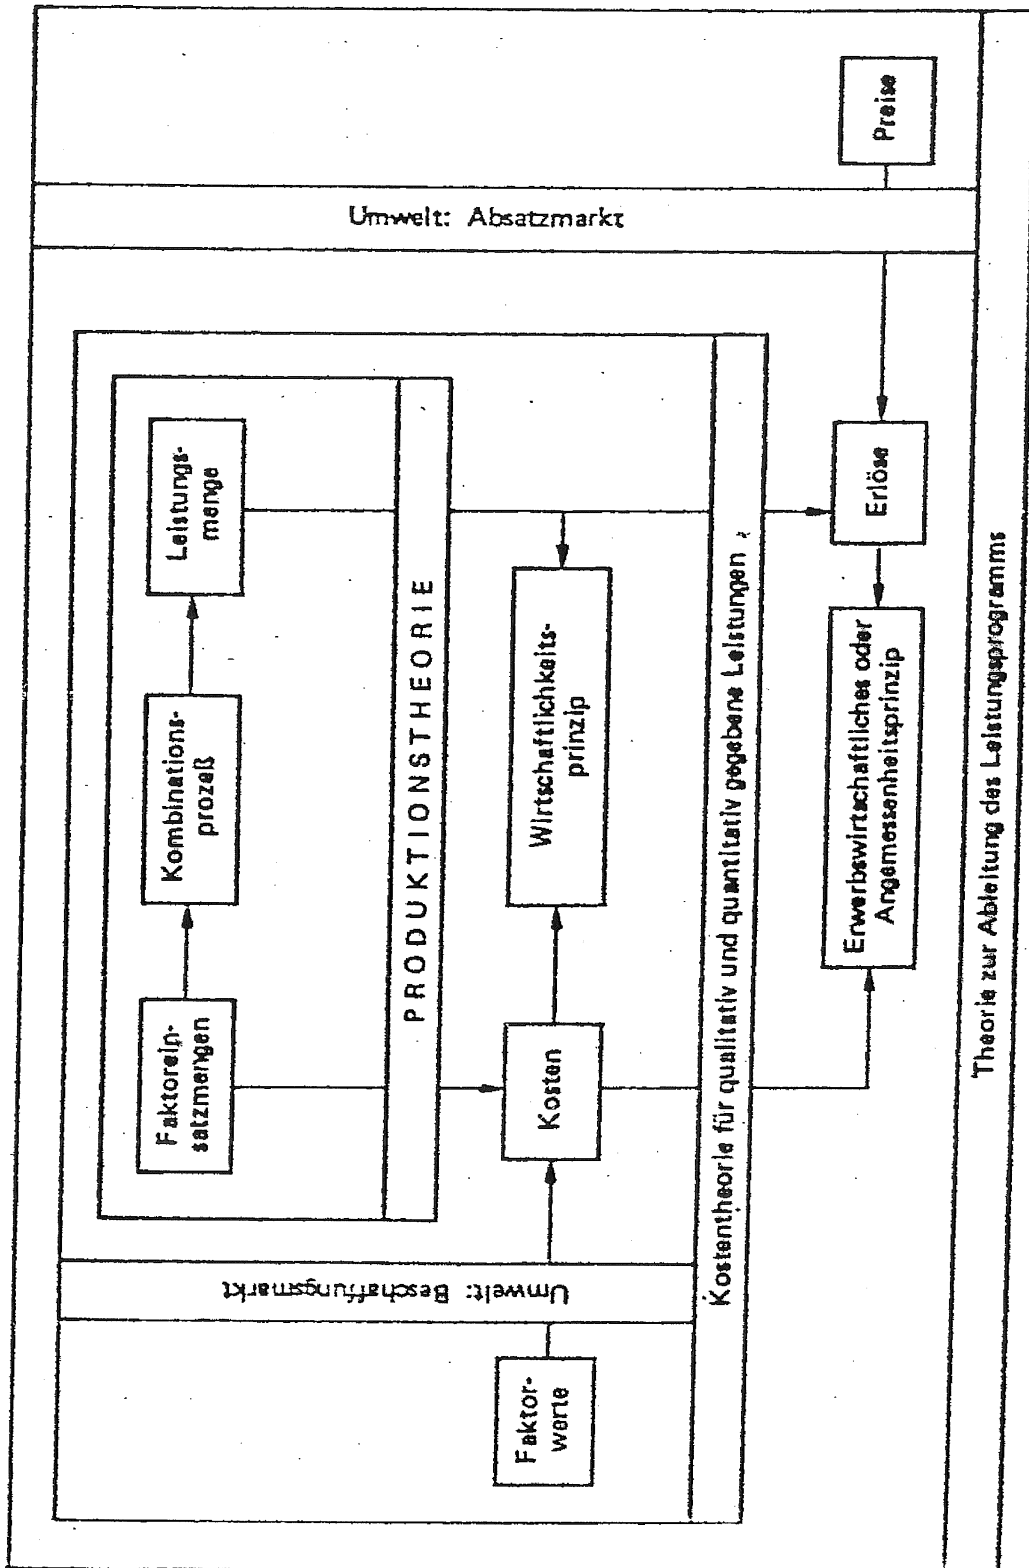 Faktorein-
satzmengen
Kombinations-
prozeß
Leistungs-
menge
PRODUKTIONSTHEORIE
Faktor-
werte
Umwelt: Beschaffungsmarkt
Kosten
Wirtschaftlichkeits-
prinzip
Kostentheorie für qualitativ und quantitativ gegebene Leistungen
Erwerbswirtschaftliches oder
Angemessenheitsprinzip
Erlöse
Umwelt: Absatzmarkt
Preise
Theorie zur Ableitung des Leistungsprogramms